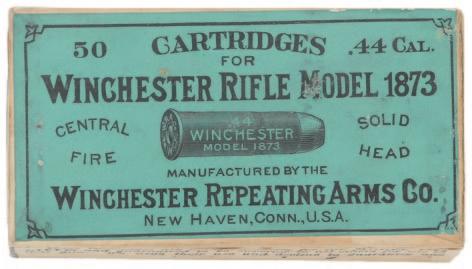 50 CARTRIDGES .44 CAL.
FOR
WINCHESTER RIFLE MODEL 1873
CENTRAL FIRE
.44
WINCHESTER
MODEL 1873
SOLID HEAD
MANUFACTURED BY THE
WINCHESTER REPEATING ARMS CO.
NEW HAVEN, CONN., U.S.A.